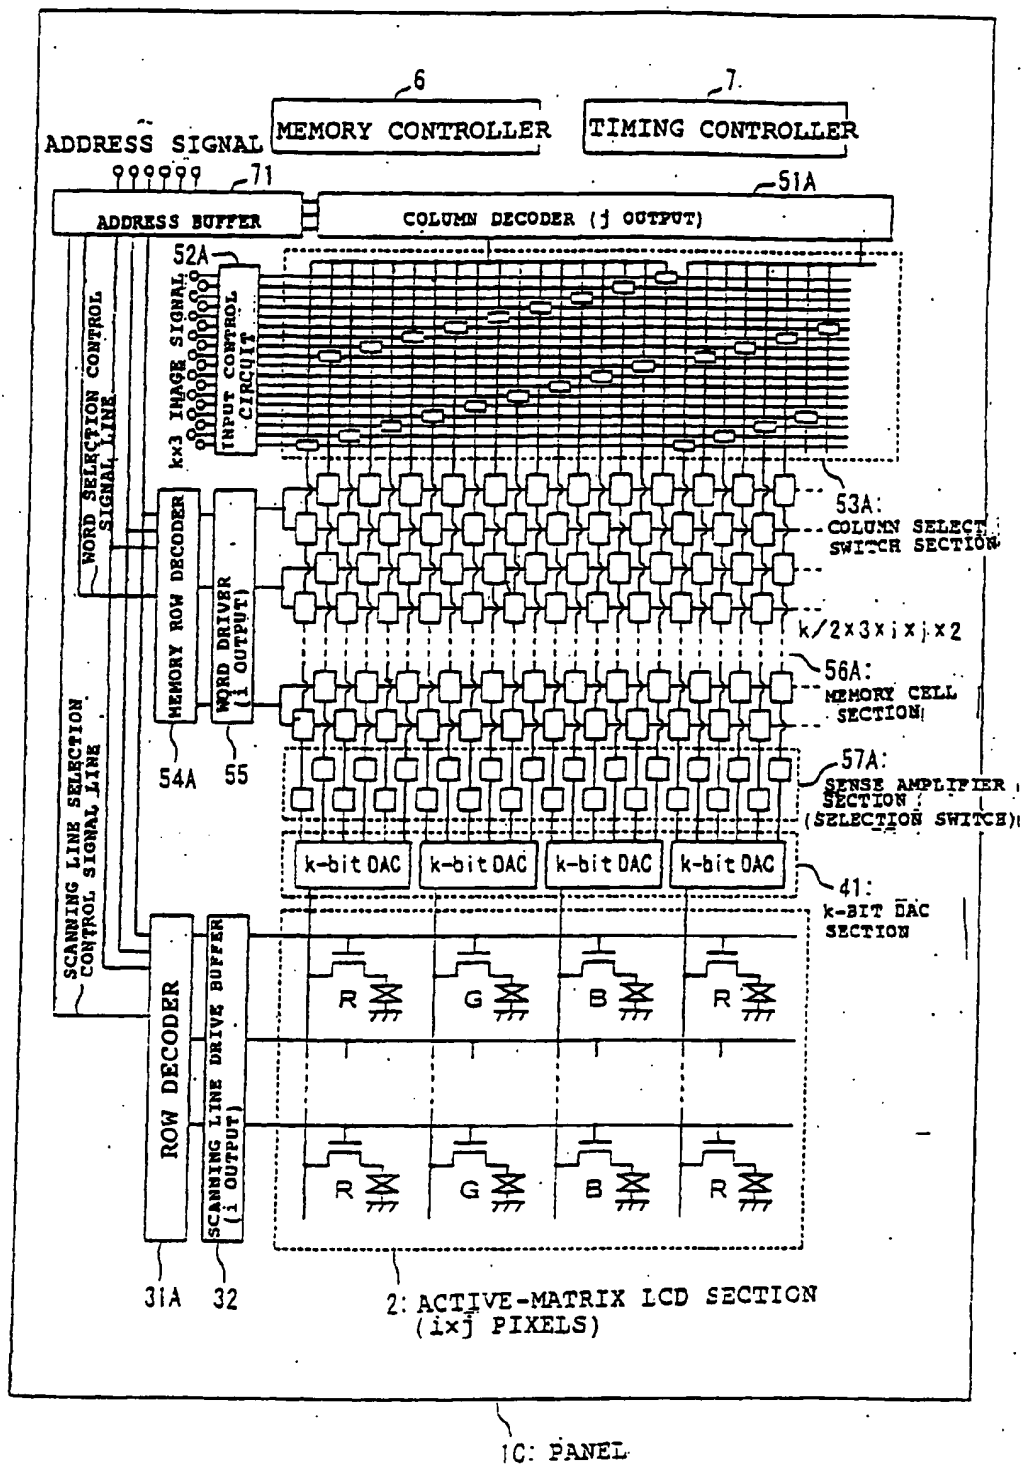 6
7
MEMORY CONTROLLER
TIMING CONTROLLER
ADDRESS SIGNAL
71
51A
ADDRESS BUFFER
COLUMN DECODER (j OUTPUT)
52A
k×3 IMAGE SIGNAL
INPUT CONTROL
CIRCUIT
WORD SELECTION CONTROL
SIGNAL LINE
53A:
COLUMN SELECT
SWITCH SECTION
MEMORY ROW DECODER
WORD DRIVER
(i OUTPUT)
k/2×3×i×j×2
56A:
MEMORY CELL
SECTION
54A
55
57A:
SENSE AMPLIFIER
SECTION
(SELECTION SWITCH)
SCANNING LINE SELECTION
CONTROL SIGNAL LINE
k-bit DAC
k-bit DAC
k-bit DAC
k-bit DAC
41:
k-BIT DAC
SECTION
ROW DECODER
SCANNING LINE DRIVE BUFFER
(i OUTPUT)
R
G
B
R
R
G
B
R
31A
32
2: ACTIVE-MATRIX LCD SECTION
(i×j PIXELS)
1C: PANEL